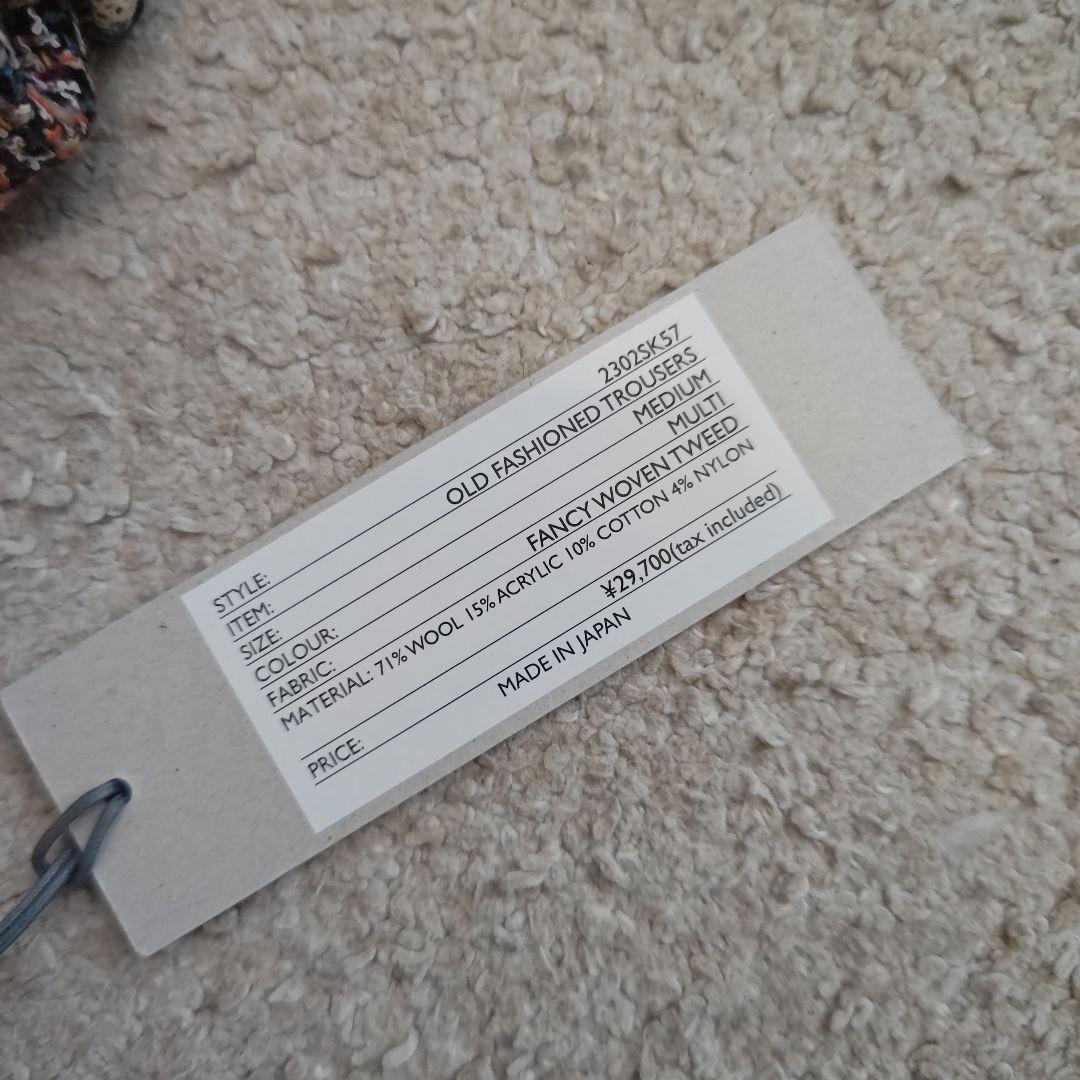 STYLE: 2302SK57
ITEM: OLD FASHIONED TROUSERS
SIZE: MEDIUM
COLOUR: MULTI
FABRIC: FANCY WOVEN TWEED
MATERIAL: 71% WOOL 15% ACRYLIC 10% COTTON 4% NYLON
PRICE: ¥29,700(tax included)
MADE IN JAPAN